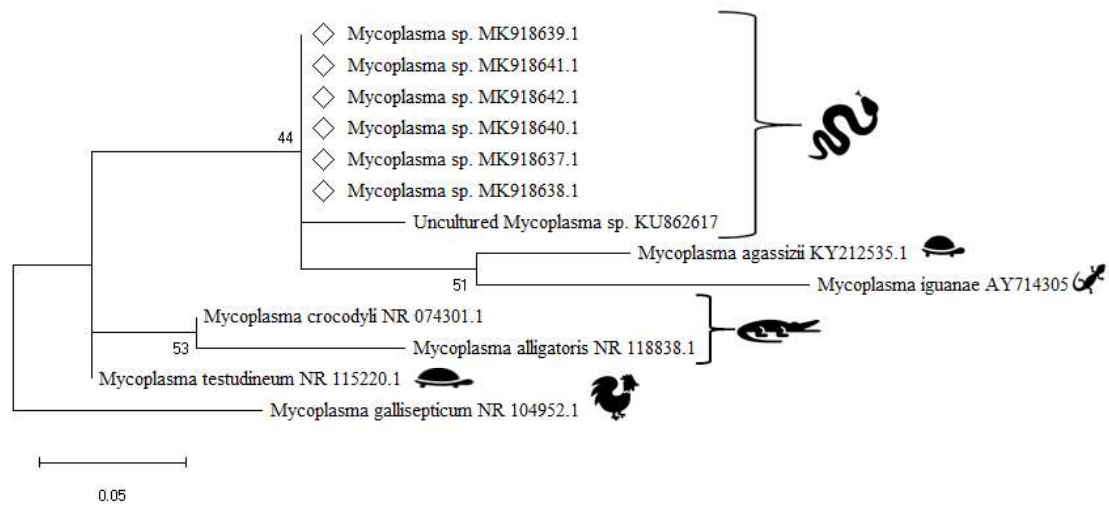 Mycoplasma sp. MK918639.1
Mycoplasma sp. MK918641.1
Mycoplasma sp. MK918642.1
Mycoplasma sp. MK918640.1
44
Mycoplasma sp. MK918637.1
Mycoplasma sp. MK918638.1
Uncultured Mycoplasma sp. KU862617
Mycoplasma agassizii KY212535.1
51
Mycoplasma iguanae AY714305
Mycoplasma crocodyli NR 074301.1
53
Mycoplasma alligatoris NR 118838.1
Mycoplasma testudineum NR 115220.1
Mycoplasma gallisepticum NR 104952.1
0.05